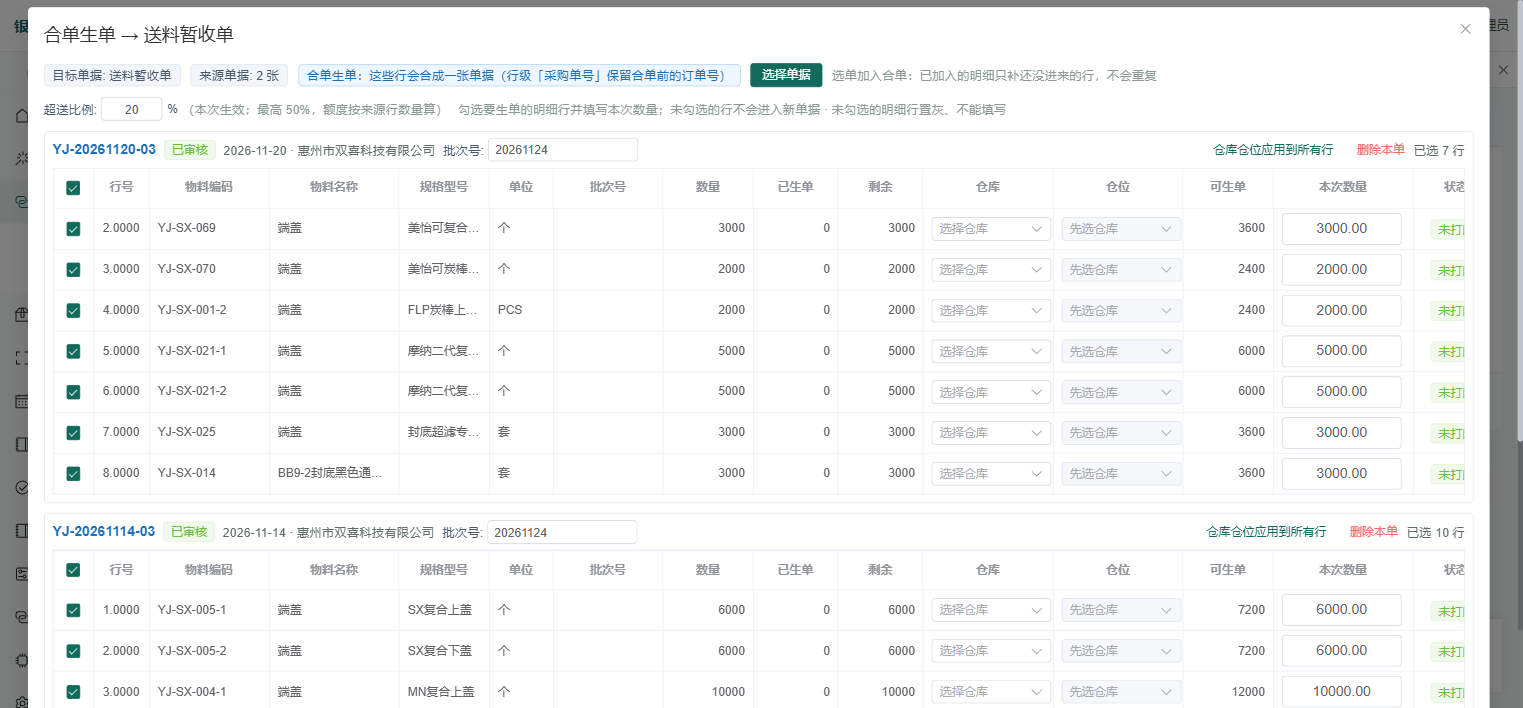 银
合单生单 → 送料暂收单
理员
目标单据: 送料暂收单 来源单据: 2 张 合单生单：这些行会合成一张单据（行级「采购单号」保留合单前的订单号） 选择单据 选单加入合单：已加入的明细只补还没进来的行，不会重复
超送比例: 20 % （本次生效；最高 50%，额度按来源行数量算） 勾选要生单的明细行并填写本次数量；未勾选的行不会进入新单据 · 未勾选的明细行置灰、不能填写
YJ-20261120-03 已审核 2026-11-20 · 惠州市双喜科技有限公司 批次号: 20261124 仓库仓位应用到所有行 删除本单 已选 7 行
行号 物料编码 物料名称 规格型号 单位 批次号 数量 已生单 剩余 仓库 仓位 可生单 本次数量 状态
2.0000 YJ-SX-069 端盖 美怡可复合... 个 3000 0 3000 选择仓库 先选仓库 3600 3000.00 未打
3.0000 YJ-SX-070 端盖 美怡可炭棒... 个 2000 0 2000 选择仓库 先选仓库 2400 2000.00 未打
4.0000 YJ-SX-001-2 端盖 FLP炭棒上... PCS 2000 0 2000 选择仓库 先选仓库 2400 2000.00 未打
5.0000 YJ-SX-021-1 端盖 摩纳二代复... 个 5000 0 5000 选择仓库 先选仓库 6000 5000.00 未打
6.0000 YJ-SX-021-2 端盖 摩纳二代复... 个 5000 0 5000 选择仓库 先选仓库 6000 5000.00 未打
7.0000 YJ-SX-025 端盖 封底超滤专... 套 3000 0 3000 选择仓库 先选仓库 3600 3000.00 未打
8.0000 YJ-SX-014 BB9-2封底黑色通... 套 3000 0 3000 选择仓库 先选仓库 3600 3000.00 未打
YJ-20261114-03 已审核 2026-11-14 · 惠州市双喜科技有限公司 批次号: 20261124 仓库仓位应用到所有行 删除本单 已选 10 行
行号 物料编码 物料名称 规格型号 单位 批次号 数量 已生单 剩余 仓库 仓位 可生单 本次数量 状态
1.0000 YJ-SX-005-1 端盖 SX复合上盖 个 6000 0 6000 选择仓库 先选仓库 7200 6000.00 未打
2.0000 YJ-SX-005-2 端盖 SX复合下盖 个 6000 0 6000 选择仓库 先选仓库 7200 6000.00 未打
3.0000 YJ-SX-004-1 端盖 MN复合上盖 个 10000 0 10000 选择仓库 先选仓库 12000 10000.00 未打